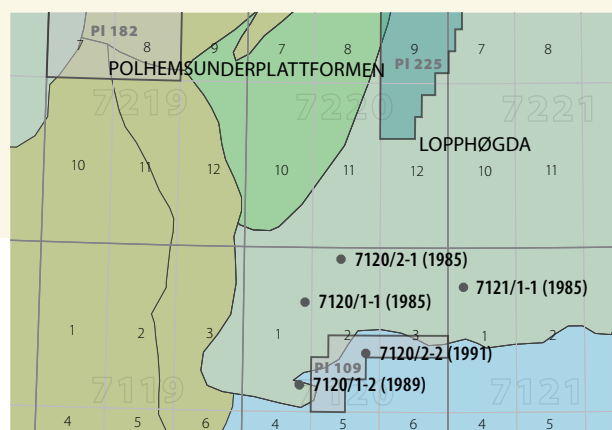 Pl 182
7 8 9 7 8 9 7 8
POLHEMSUNDERPLATTFORMEN Pl 225
7219 7220 7221
LOPPHØGDA
10 11 12 10 11 12 10 11
7120/2-1 (1985)
7121/1-1 (1985)
7120/1-1 (1985)
1 2 3 2 3 1 2
7120/2-2 (1991)
Pl 109
7120/1-2 (1989)
7119 7120 7121
4 5 6 4 5 6 4 5